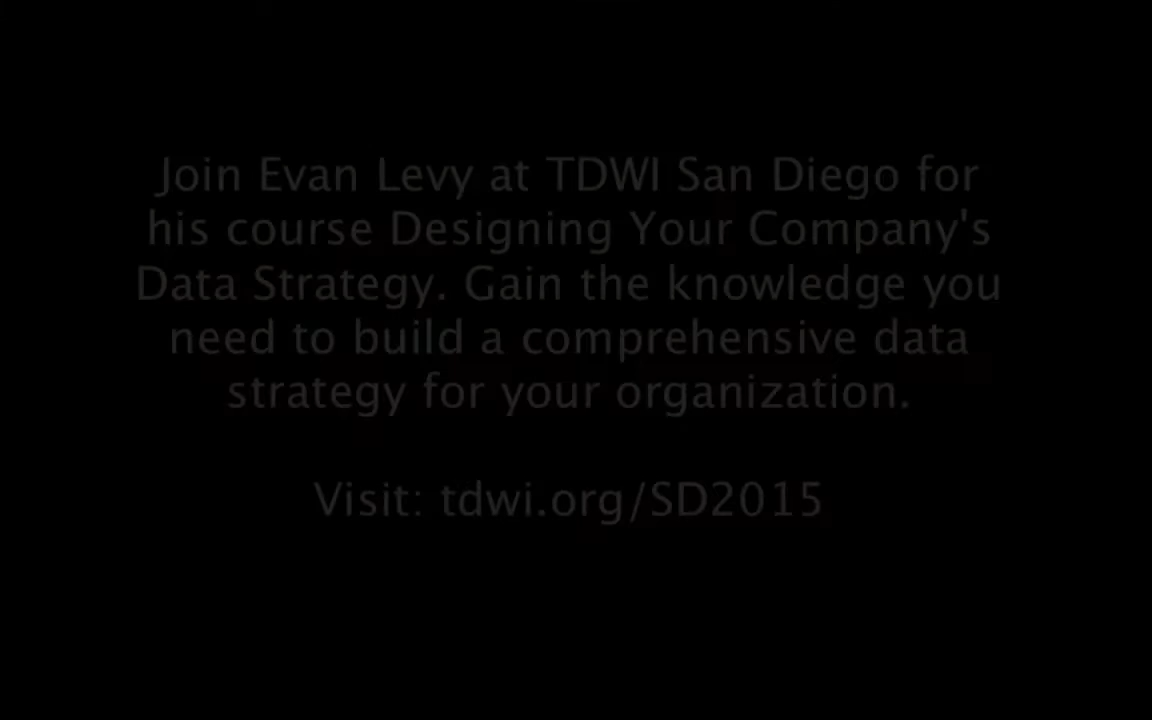 Join Evan Levy at TDWI San Diego for
his course Designing Your Company's
Data Strategy. Gain the knowledge you
need to build a comprehensive data
strategy for your organization.
Visit: tdwi.org/SD2015